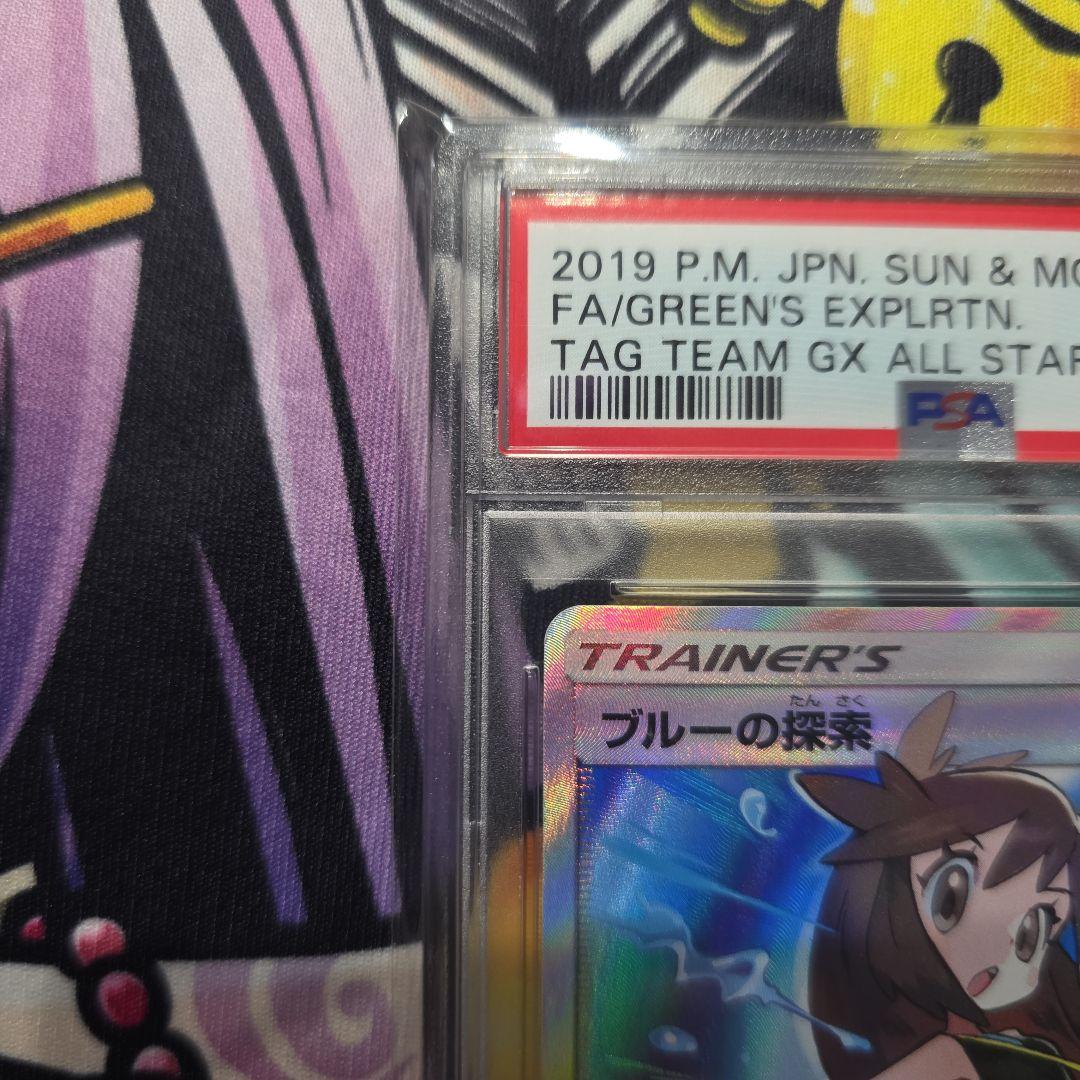 2019 P.M. JPN. SUN & MO
FA/GREEN'S EXPLRTN.
TAG TEAM GX ALL STAR
PSA
TRAINER'S
たん さく
ブルーの探索